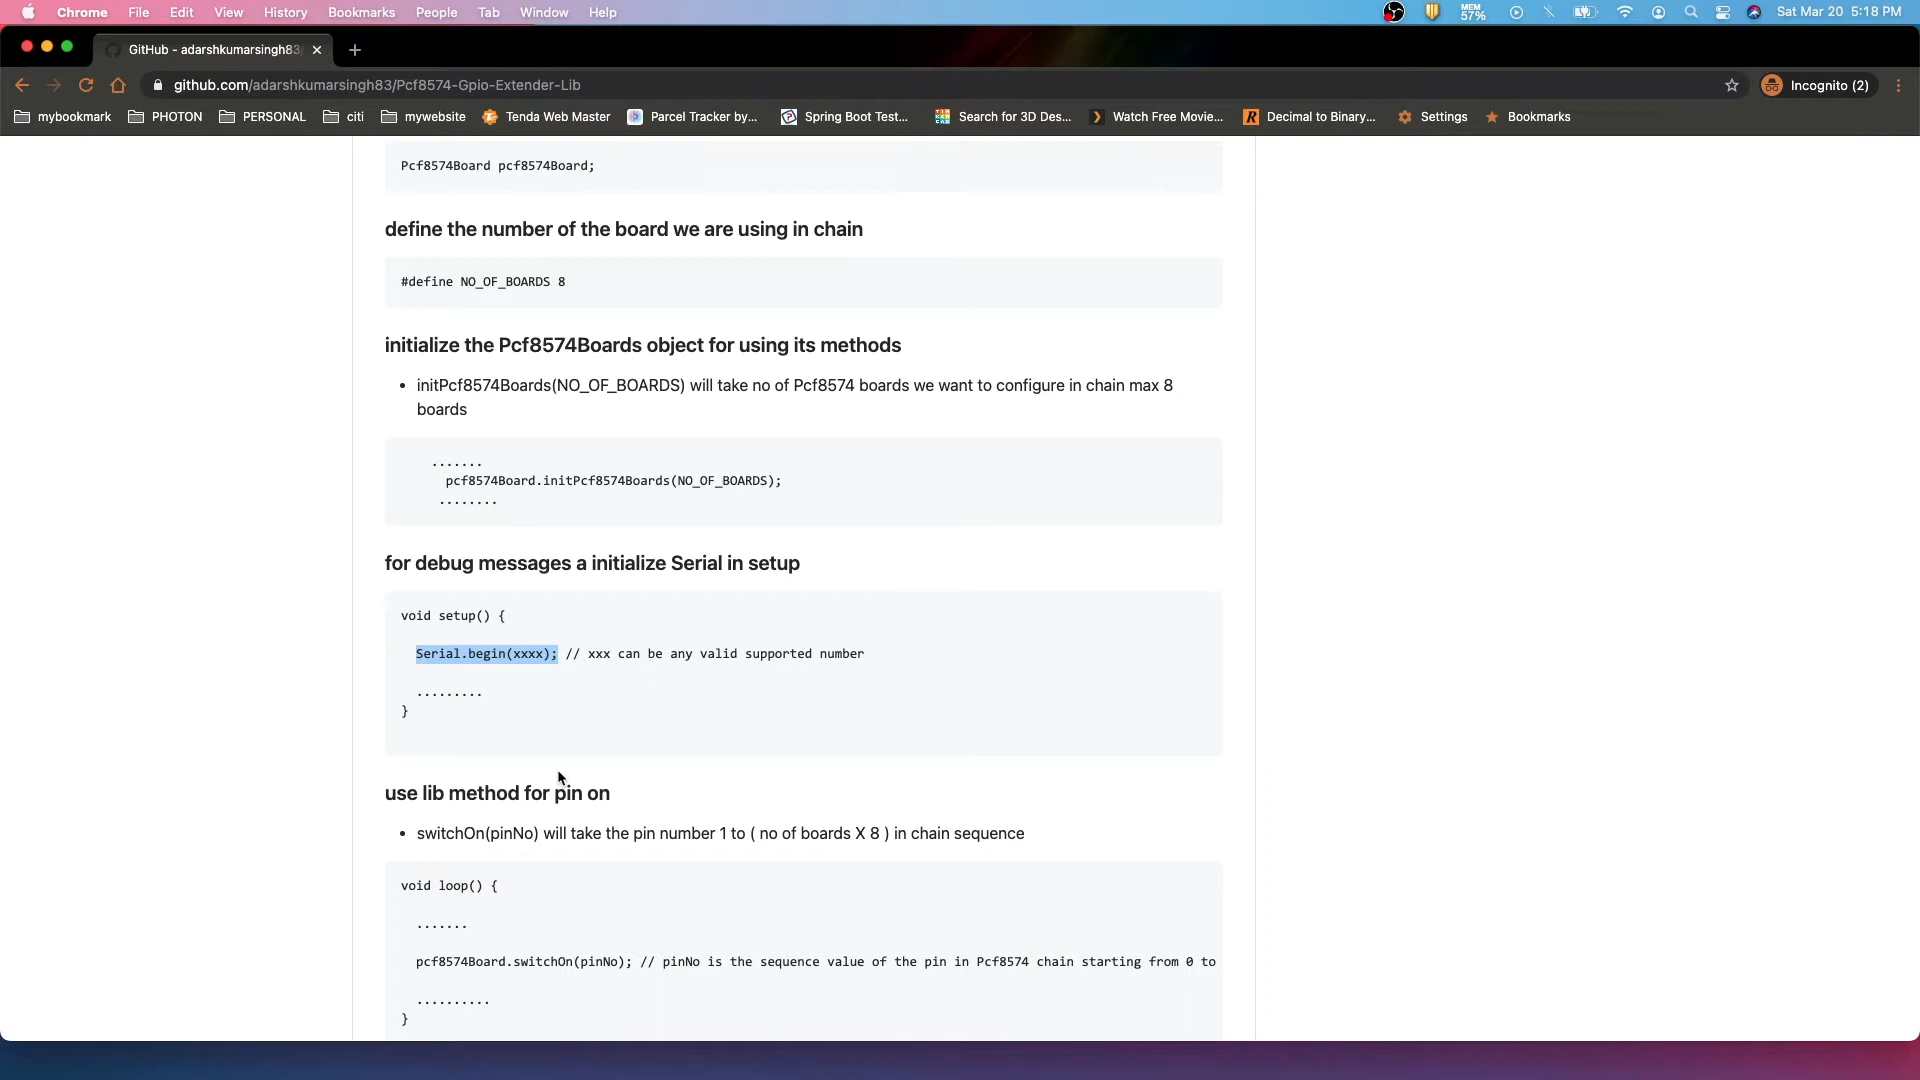 Chrome File Edit View History Bookmarks People Tab Window Help MEM 57% Sat Mar 20 5:18 PM
GitHub - adarshkumarsingh83/
github.com/adarshkumarsingh83/Pcf8574-Gpio-Extender-Lib Incognito (2)
mybookmark PHOTON PERSONAL citi mywebsite Tenda Web Master Parcel Tracker by... Spring Boot Test... Search for 3D Des... Watch Free Movie... Decimal to Binary... Settings Bookmarks
Pcf8574Board pcf8574Board;
define the number of the board we are using in chain
#define NO_OF_BOARDS 8
initialize the Pcf8574Boards object for using its methods
• initPcf8574Boards(NO_OF_BOARDS) will take no of Pcf8574 boards we want to configure in chain max 8
boards
.......
pcf8574Board.initPcf8574Boards(NO_OF_BOARDS);
........
for debug messages a initialize Serial in setup
void setup() {
Serial.begin(xxxx); // xxx can be any valid supported number
.........
}
use lib method for pin on
• switchOn(pinNo) will take the pin number 1 to ( no of boards X 8 ) in chain sequence
void loop() {
.......
pcf8574Board.switchOn(pinNo); // pinNo is the sequence value of the pin in Pcf8574 chain starting from 0 to
..........
}